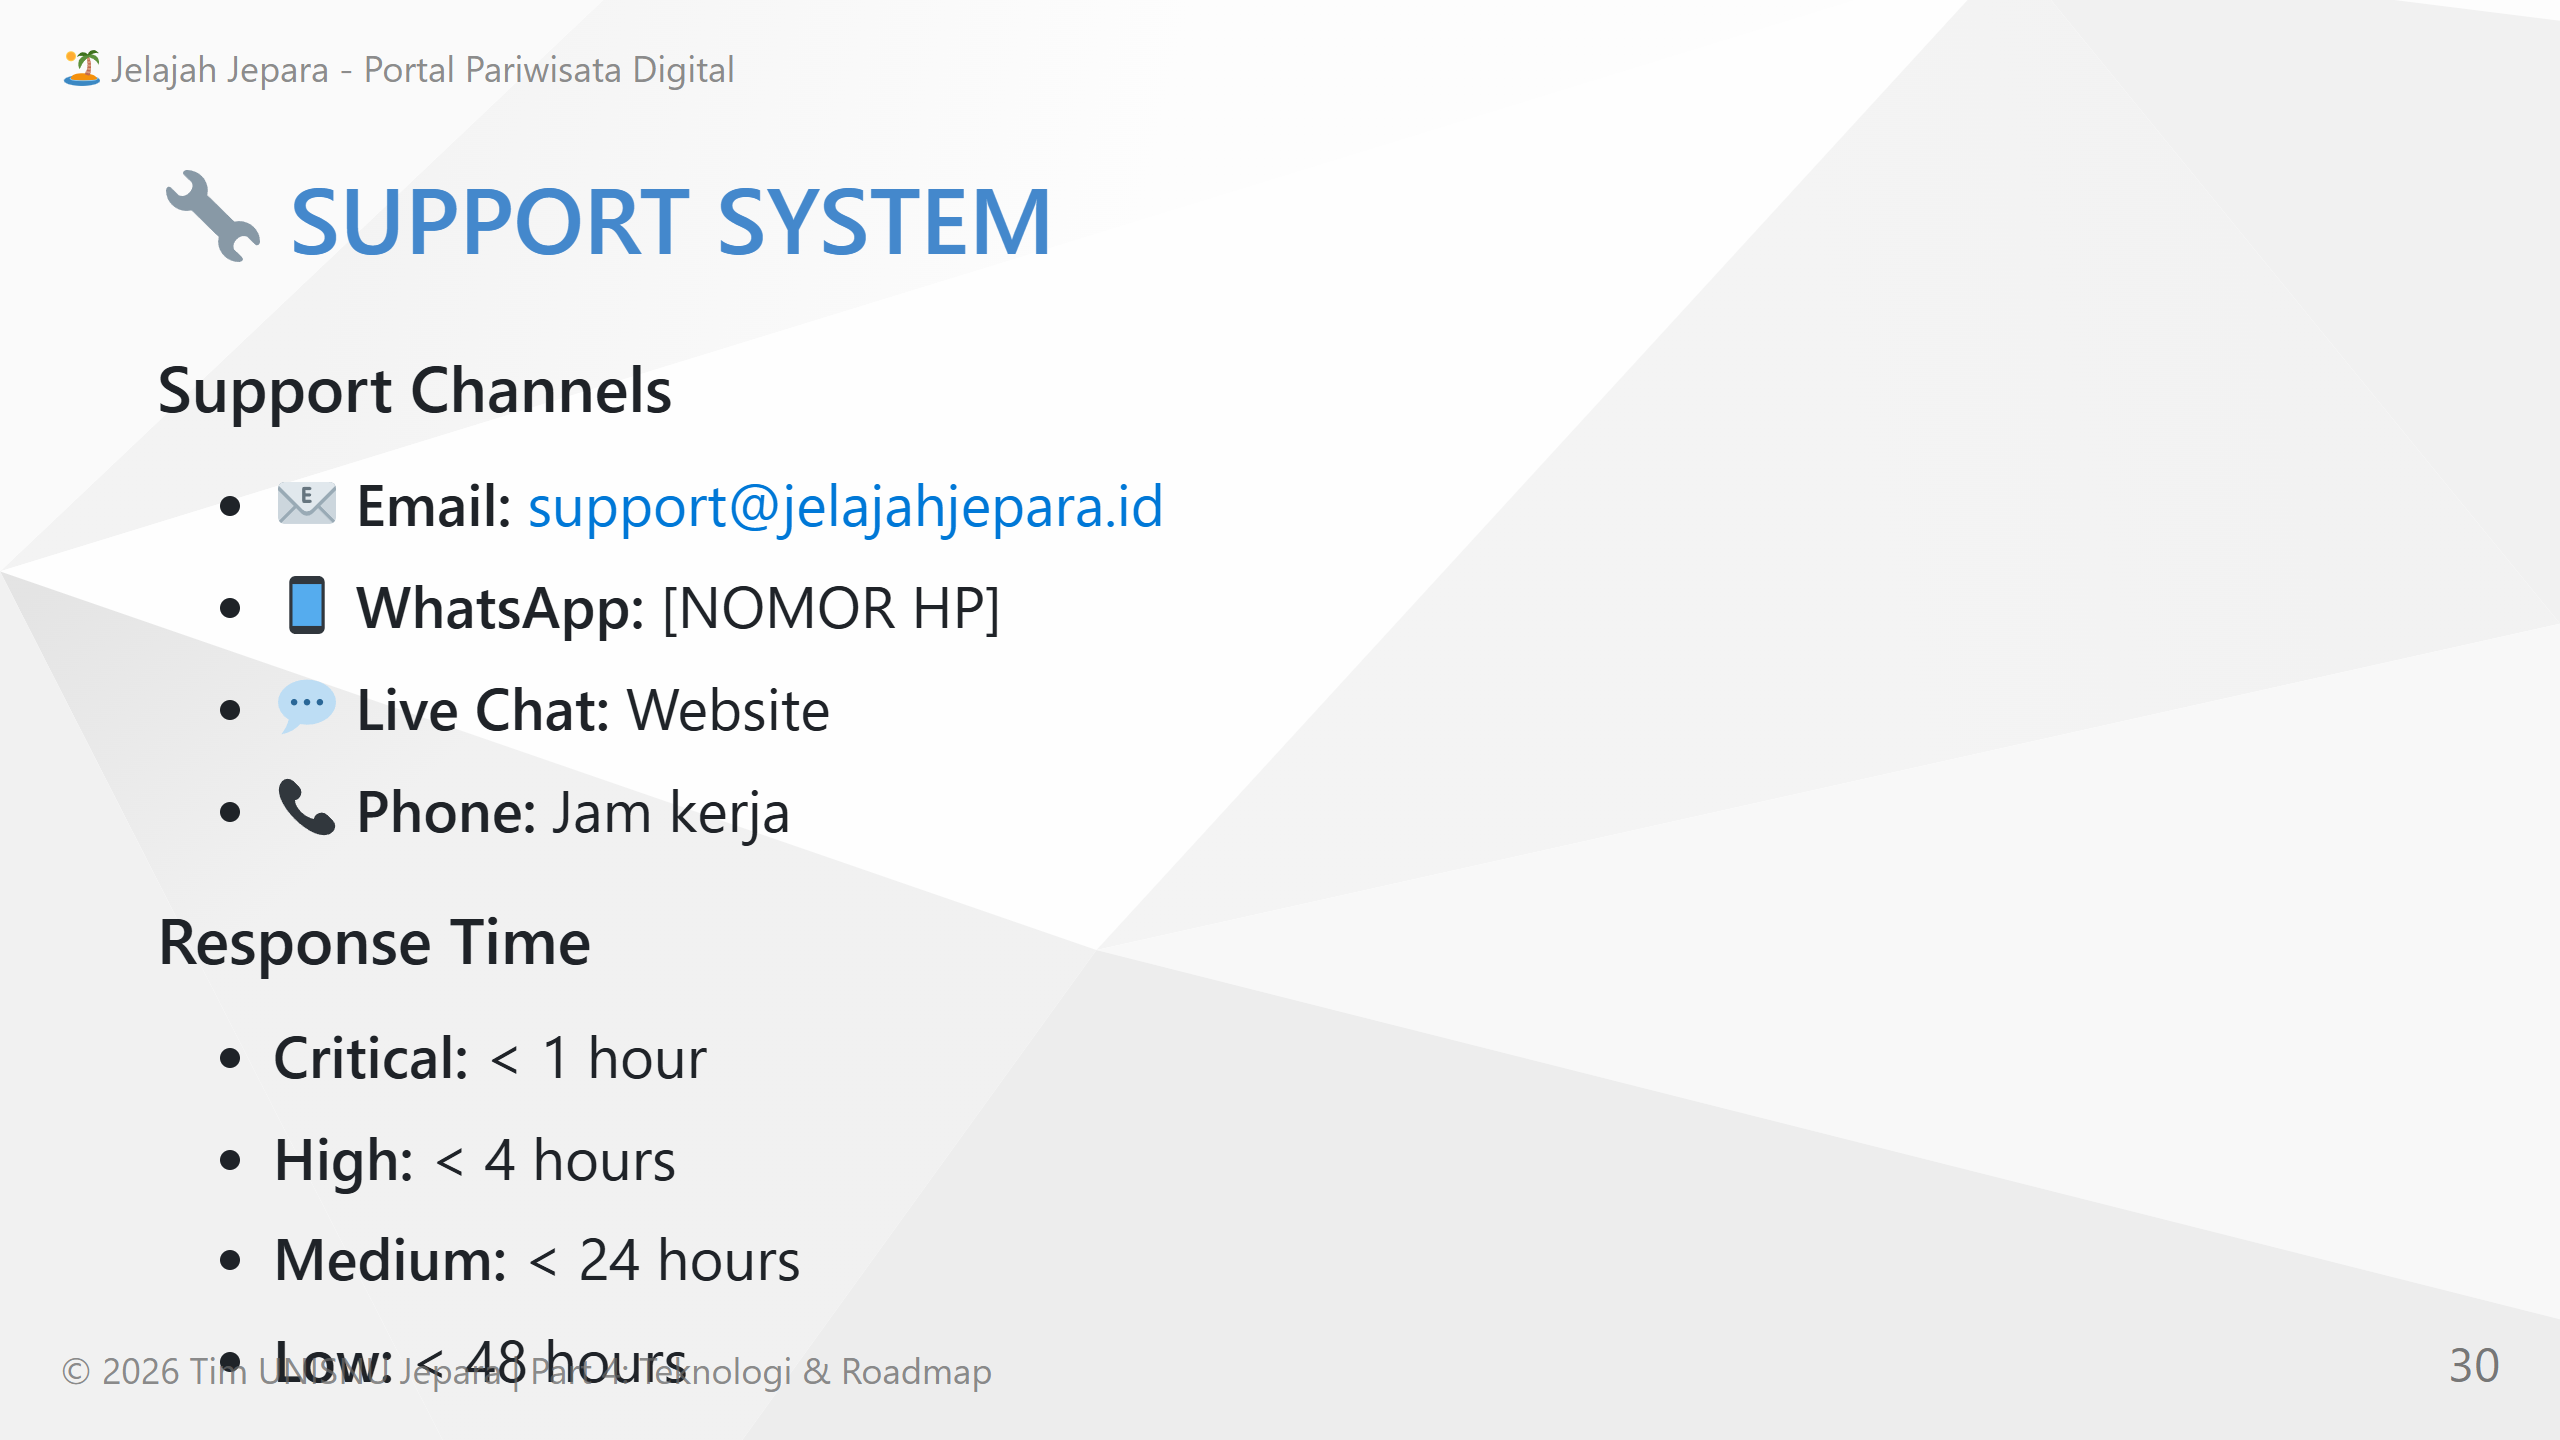 Jelajah Jepara - Portal Pariwisata Digital
SUPPORT SYSTEM
Support Channels
• Email: support@jelajahjepara.id
• WhatsApp: [NOMOR HP]
• Live Chat: Website
• Phone: Jam kerja
Response Time
• Critical: < 1 hour
• High: < 4 hours
• Medium: < 24 hours
• Low: < 48 hours
© 2026 Tim UNISNU Jepara | Part 4: Teknologi & Roadmap
30